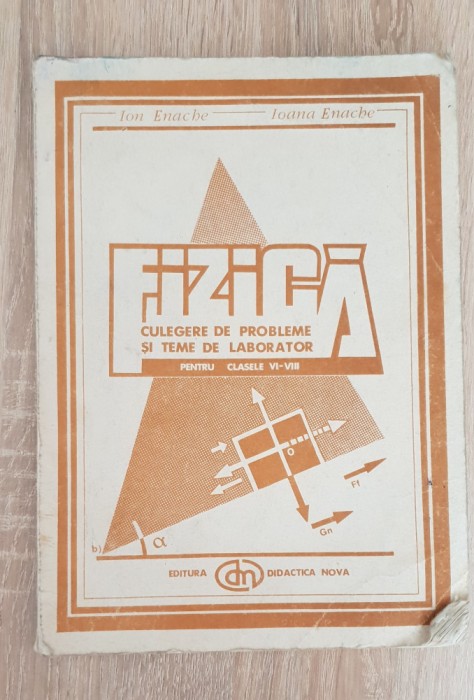 Ion Enache Ioana Enache
FIZICĂ
CULEGERE DE PROBLEME
ȘI TEME DE LABORATOR
PENTRU CLASELE VI-VIII
O
Ff
Gn
b)
α
EDITURA dn DIDACTICA NOVA